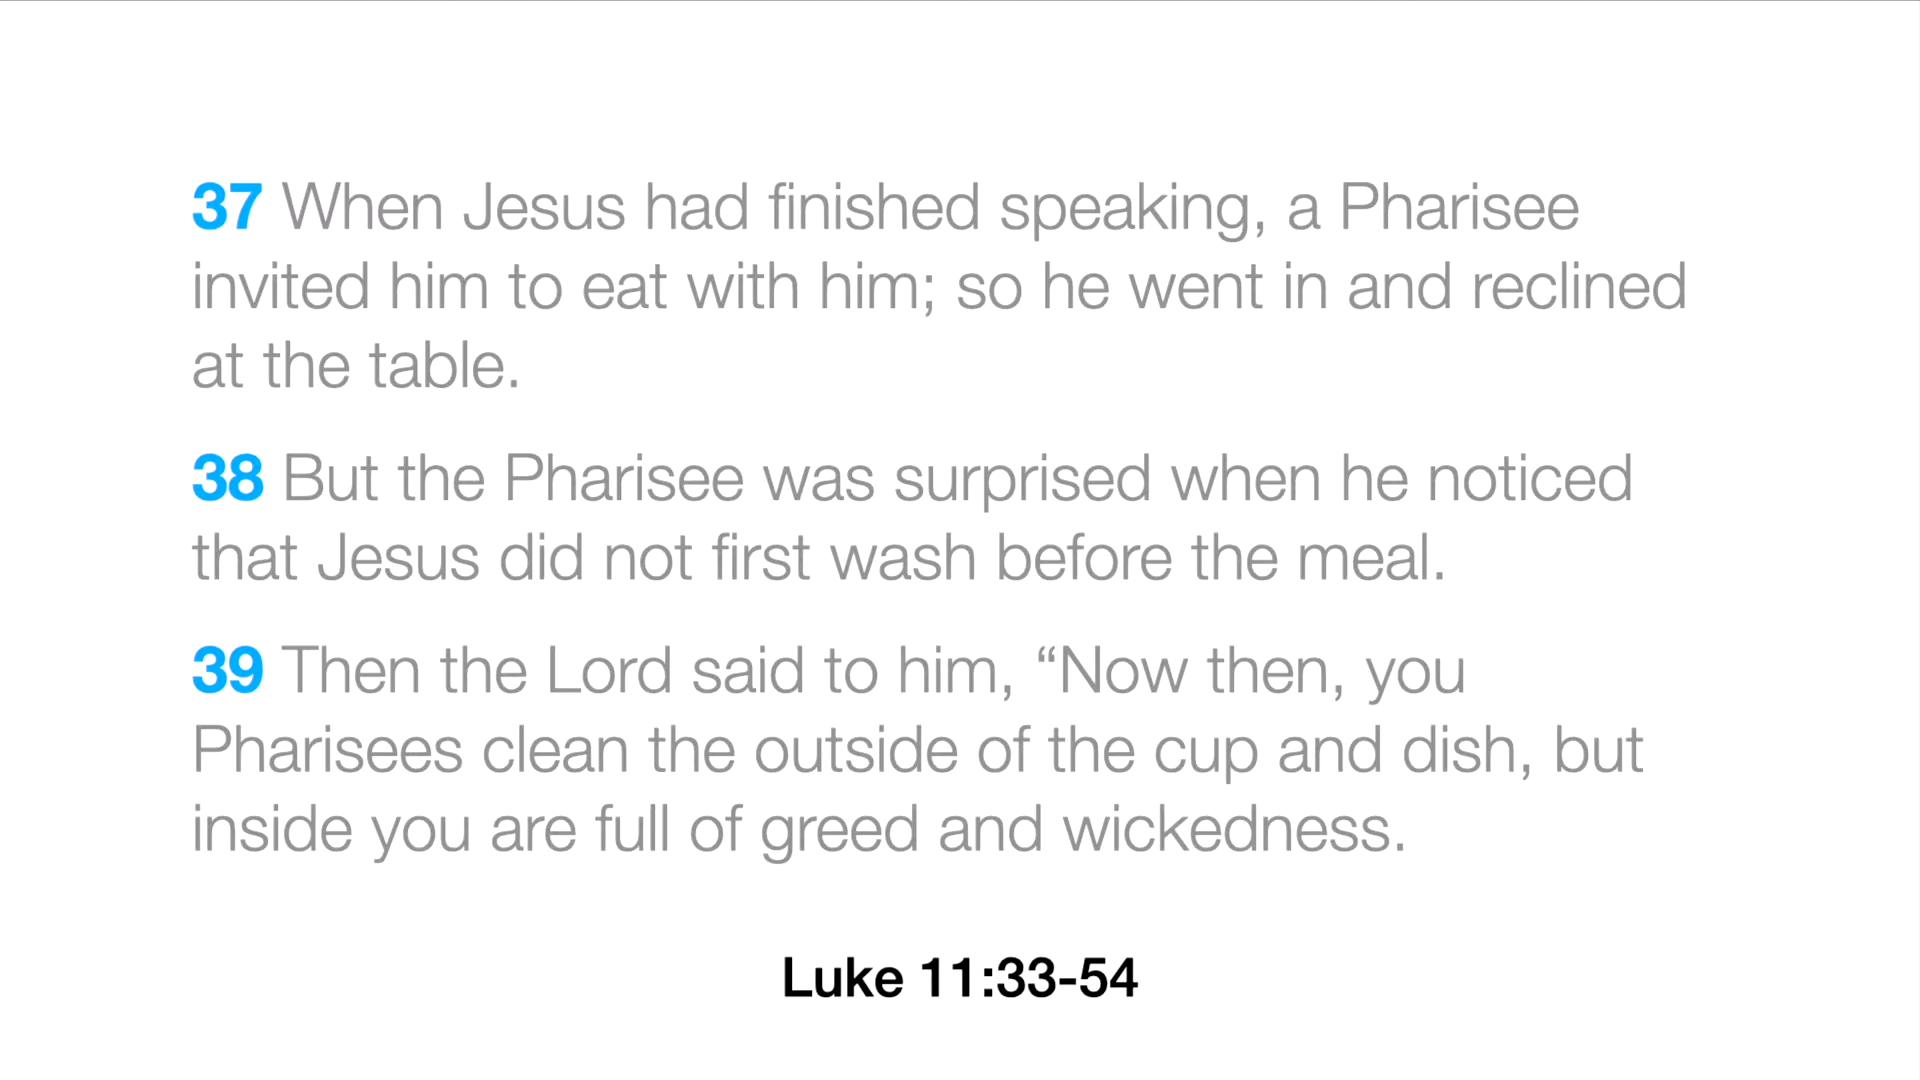 37 When Jesus had finished speaking, a Pharisee
invited him to eat with him; so he went in and reclined
at the table.
38 But the Pharisee was surprised when he noticed
that Jesus did not first wash before the meal.
39 Then the Lord said to him, “Now then, you
Pharisees clean the outside of the cup and dish, but
inside you are full of greed and wickedness.
Luke 11:33-54